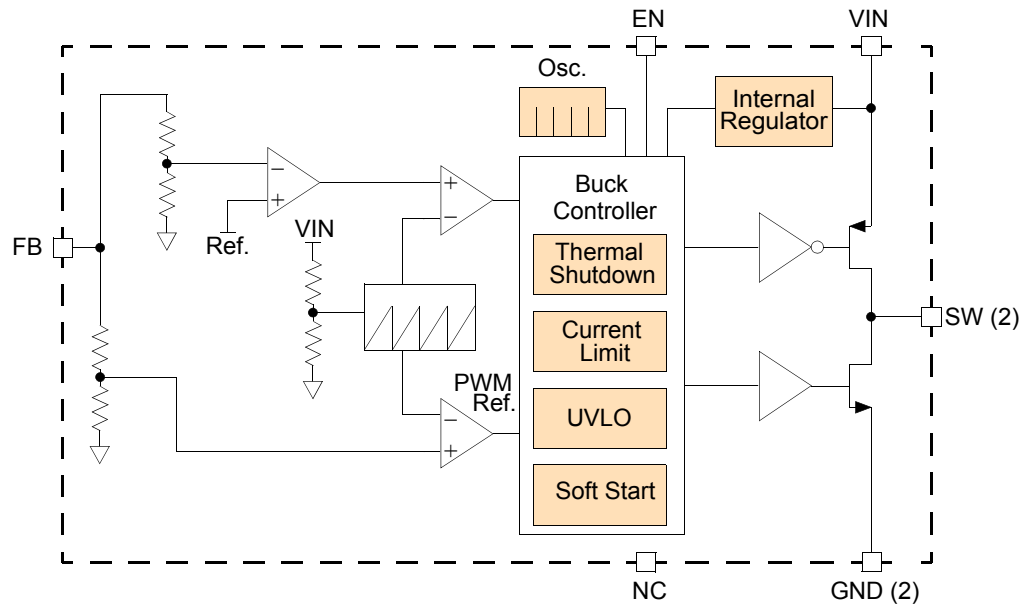 EN
VIN
Osc.
Internal
Regulator
−
+
+
−
Buck
Controller
FB
Ref.
VIN
Thermal
Shutdown
SW (2)
Current
Limit
PWM
Ref.
−
+
UVLO
Soft Start
NC
GND (2)